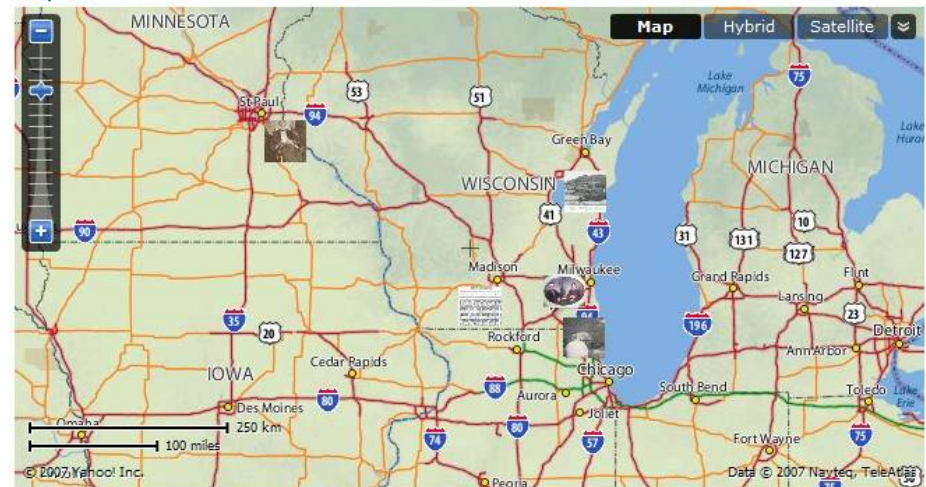 MINNESOTA
Map Hybrid Satellite
75
Lake
Michigan
53
51
St Paul
94
Green Bay
Lake
Huron
MICHIGAN
WISCONSIN
41
43
10
31
131
127
90
Madison
Milwaukee
Grand Rapids
Flint
Lansing
94
35
20
196
23
Rockford
Detroit
Ann Arbor
Cedar Rapids
IOWA
Chicago
South Bend
Toledo
Lake
Erie
88
80
Aurora
Des Moines
Joliet
250 km
Omaha
100 miles
74
80
57
75
Fort Wayne
© 2007 Yahoo! Inc.
Data © 2007 Navteq, TeleAtlas
Peoria